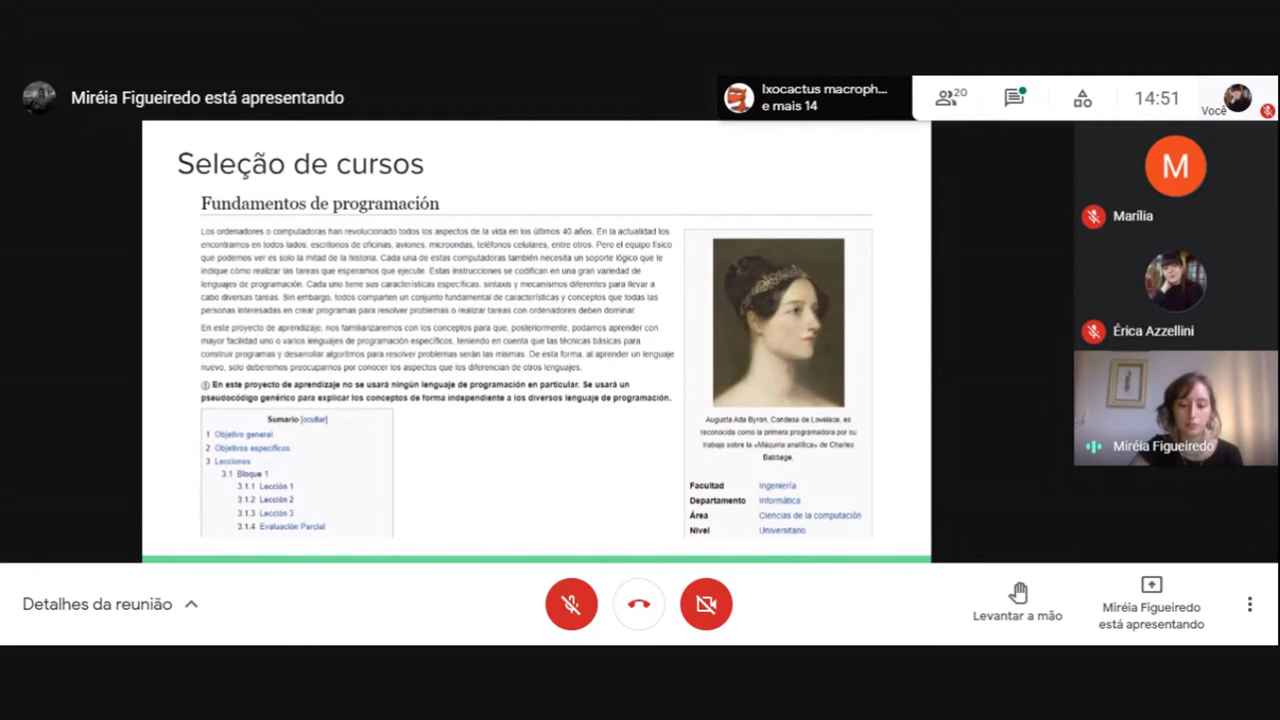 Miréia Figueiredo está apresentando
Ixocactus macroph...
e mais 14
20
14:51
Você
Seleção de cursos
Fundamentos de programación
Los ordenadores o computadoras han revolucionado todos los aspectos de la vida en los últimos 40 años. En la actualidad los
encontramos en todos lados, escritorios de oficinas, aviones, microondas, teléfonos celulares, entre otros. Pero el equipo físico
que podemos ver es solo la mitad de la historia. Cada una de estas computadoras también necesita un soporte lógico que le
indique cómo realizar las tareas que esperamos que ejecute. Estas instrucciones se codifican en una gran variedad de
lenguajes de programación. Cada uno tiene sus características específicas, sintaxis y mecanismos diferentes para llevar a
cabo diversas tareas. Sin embargo, todos comparten un conjunto fundamental de características y conceptos que todas las
personas interesadas en crear programas para resolver problemas o realizar tareas con ordenadores deben dominar.
En este proyecto de aprendizaje, nos familiarizaremos con los conceptos para que, posteriormente, podamos aprender con
mayor facilidad uno o varios lenguajes de programación específicos, teniendo en cuenta que las técnicas básicas para
construir programas y desarrollar algoritmos para resolver problemas serán las mismas. De esta forma, al aprender un lenguaje
nuevo, solo deberemos preocuparnos por conocer los aspectos que los diferencian de otros lenguajes.
En este proyecto de aprendizaje no se usará ningún lenguaje de programación en particular. Se usará un
pseudocódigo genérico para explicar los conceptos de forma independiente a los diversos lenguaje de programación.
Sumario [ocultar]
1 Objetivo general
2 Objetivos específicos
3 Lecciones
3.1 Bloque 1
3.1.1 Lección 1
3.1.2 Lección 2
3.1.3 Lección 3
3.1.4 Evaluación Parcial
Augusta Ada Byron, Condesa de Lovelace, es
reconocida como la primera programadora por su
trabajo sobre la «Máquina analítica» de Charles
Babbage.
Facultad Ingeniería
Departamento Informática
Área Ciencias de la computación
Nivel Universitario
M
Marília
Érica Azzellini
Miréia Figueiredo
Detalhes da reunião
Levantar a mão
Miréia Figueiredo
está apresentando